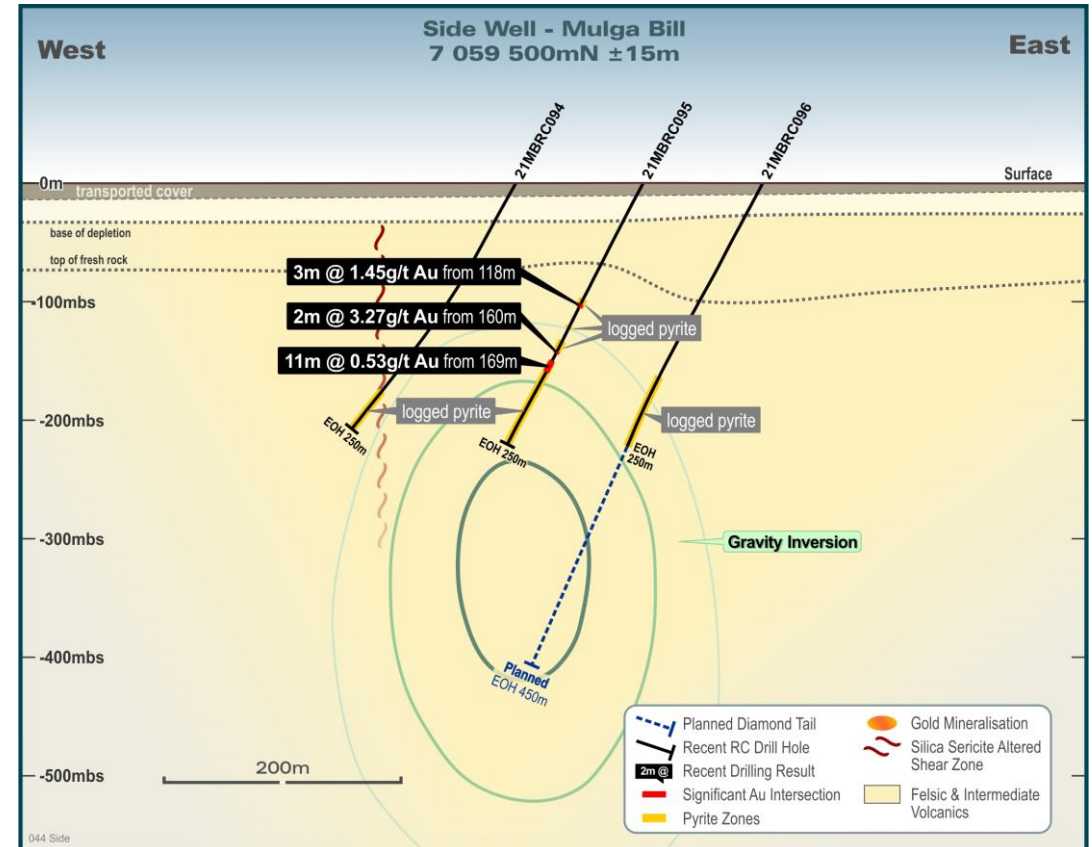 Side Well - Mulga Bill
7 059 500mN ±15m
West
East
21MBRC094
21MBRC095
21MBRC096
Surface
0m
transported cover
base of depletion
top of fresh rock
3m @ 1.45g/t Au from 118m
-100mbs
2m @ 3.27g/t Au from 160m
logged pyrite
11m @ 0.53g/t Au from 169m
-200mbs
logged pyrite
logged pyrite
EOH 250m
EOH 250m
EOH
250m
-300mbs
Gravity Inversion
-400mbs
Planned
EOH 450m
-500mbs
200m
Planned Diamond Tail
Recent RC Drill Hole
2m @
Recent Drilling Result
Significant Au Intersection
Pyrite Zones
Gold Mineralisation
Silica Sericite Altered
Shear Zone
Felsic & Intermediate
Volcanics
044 Side